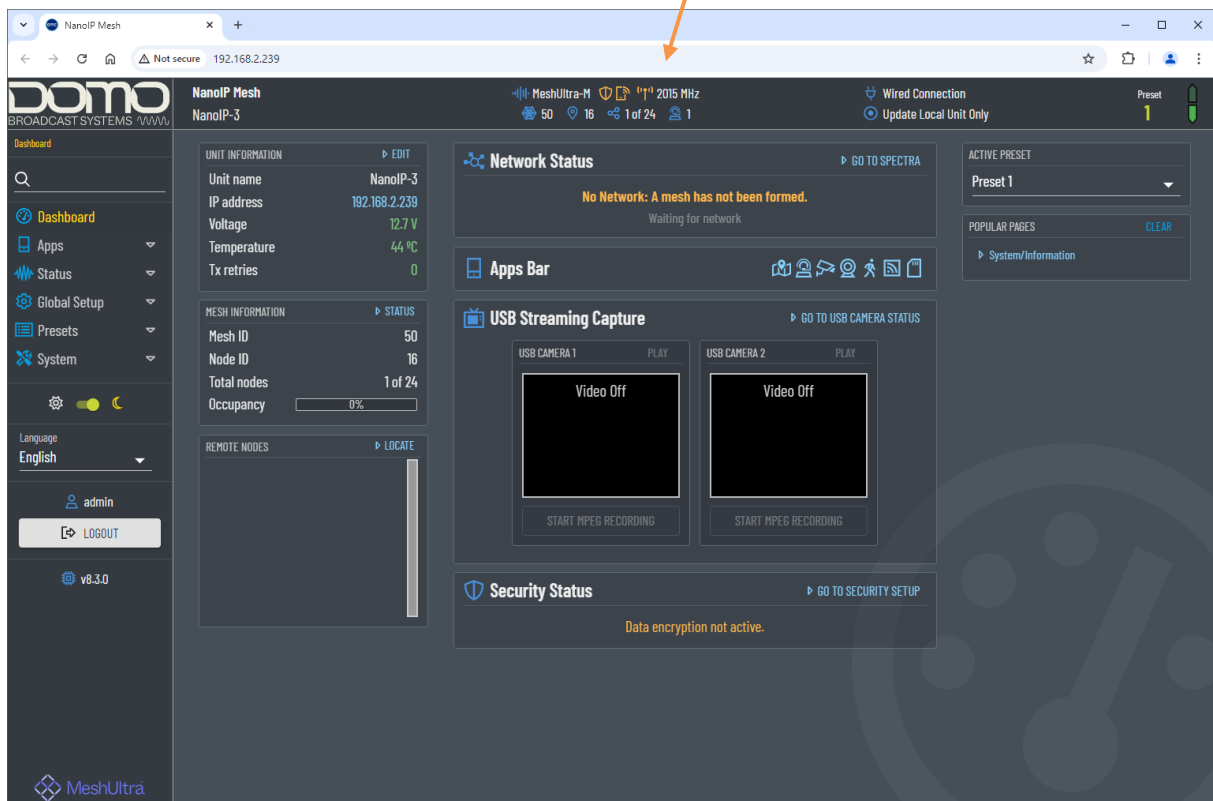 NanoIP Mesh
Not secure 192.168.2.239
DOMO
BROADCAST SYSTEMS
NanoIP Mesh
NanoIP-3
MeshUltra-M 2015 MHz
50 16 1 of 24 1
Wired Connection
Update Local Unit Only
Preset
1
Dashboard
Dashboard
Apps
Status
Global Setup
Presets
System
Language
English
admin
LOGOUT
v8.3.0
MeshUltra
UNIT INFORMATION EDIT
Unit name NanoIP-3
IP address 192.168.2.239
Voltage 12.7 V
Temperature 44 ºC
Tx retries 0
MESH INFORMATION STATUS
Mesh ID 50
Node ID 16
Total nodes 1 of 24
Occupancy 0%
REMOTE NODES LOCATE
Network Status GO TO SPECTRA
No Network: A mesh has not been formed.
Waiting for network
Apps Bar
USB Streaming Capture GO TO USB CAMERA STATUS
USB CAMERA 1 PLAY
Video Off
START MPEG RECORDING
USB CAMERA 2 PLAY
Video Off
START MPEG RECORDING
Security Status GO TO SECURITY SETUP
Data encryption not active.
ACTIVE PRESET
Preset 1
POPULAR PAGES CLEAR
System/Information